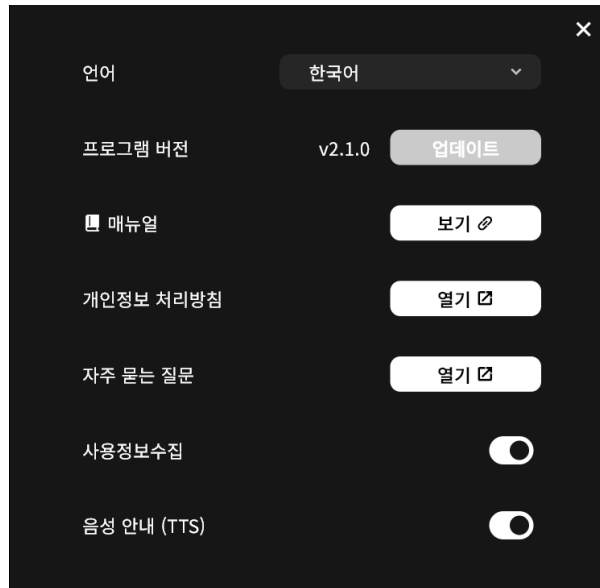 언어 한국어
프로그램 버전 v2.1.0 업데이트
매뉴얼 보기
개인정보 처리방침 열기
자주 묻는 질문 열기
사용정보수집
음성 안내 (TTS)